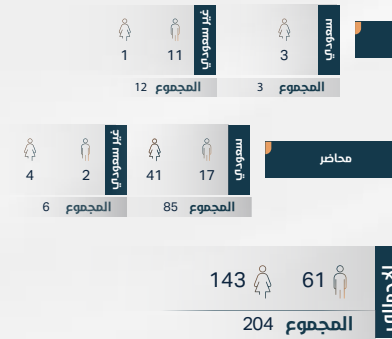 سعودي
3
غير سعودي
11
1
المجموع 3
المجموع 12
محاضر
سعودي
17
41
غير سعودي
2
4
المجموع 85
المجموع 6
61
143
المجموع 204